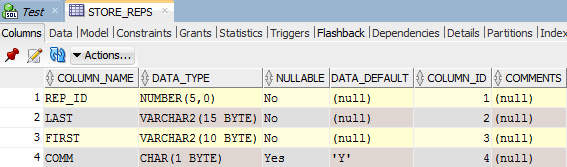 SQL Test STORE_REPS
Columns Data Model Constraints Grants Statistics Triggers Flashback Dependencies Details Partitions Index
Actions...
COLUMN_NAME DATA_TYPE NULLABLE DATA_DEFAULT COLUMN_ID COMMENTS
1 REP_ID NUMBER(5,0) No (null) 1 (null)
2 LAST VARCHAR2(15 BYTE) No (null) 2 (null)
3 FIRST VARCHAR2(10 BYTE) No (null) 3 (null)
4 COMM CHAR(1 BYTE) Yes 'Y' 4 (null)